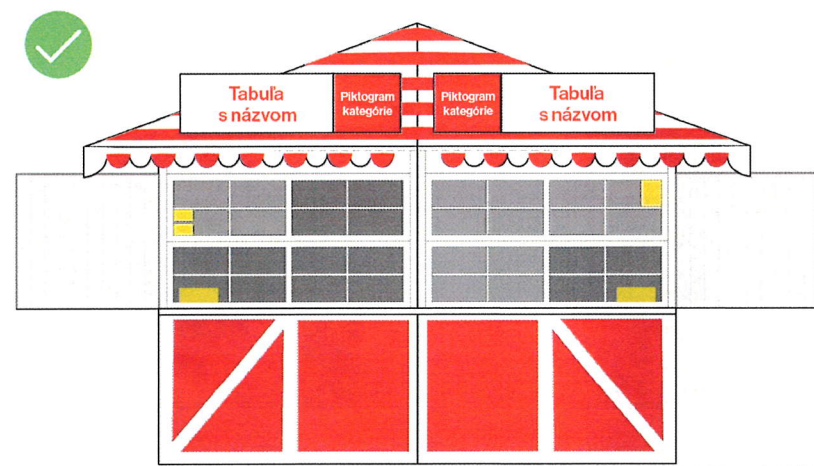 Tabuľa
s názvom
Piktogram
kategórie
Piktogram
kategórie
Tabuľa
s názvom